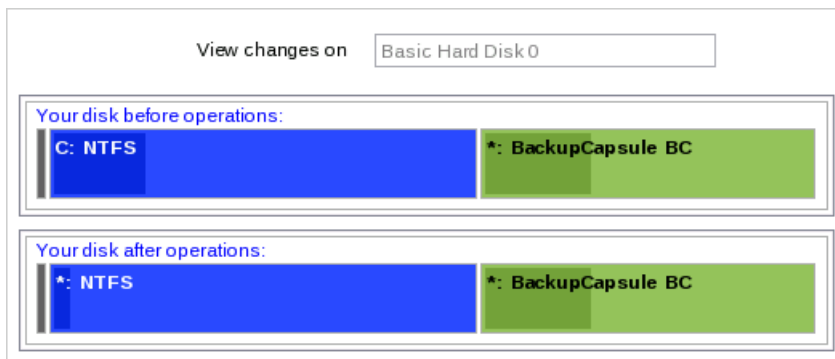 View changes on Basic Hard Disk 0
Your disk before operations:
C: NTFS *: BackupCapsule BC
Your disk after operations:
*: NTFS *: BackupCapsule BC